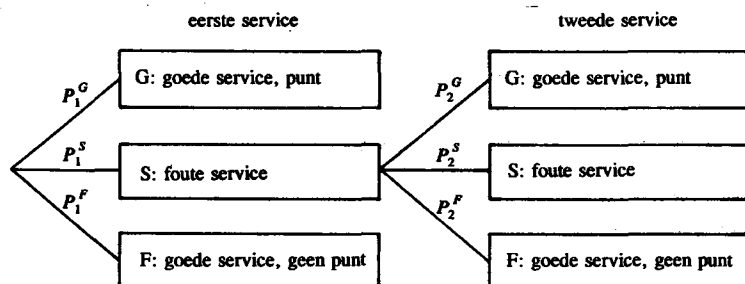 eerste service
tweede service
G: goede service, punt
G: goede service, punt
P₁ᴳ
P₂ᴳ
P₁ˢ
P₂ˢ
S: foute service
S: foute service
P₁ᶠ
P₂ᶠ
F: goede service, geen punt
F: goede service, geen punt